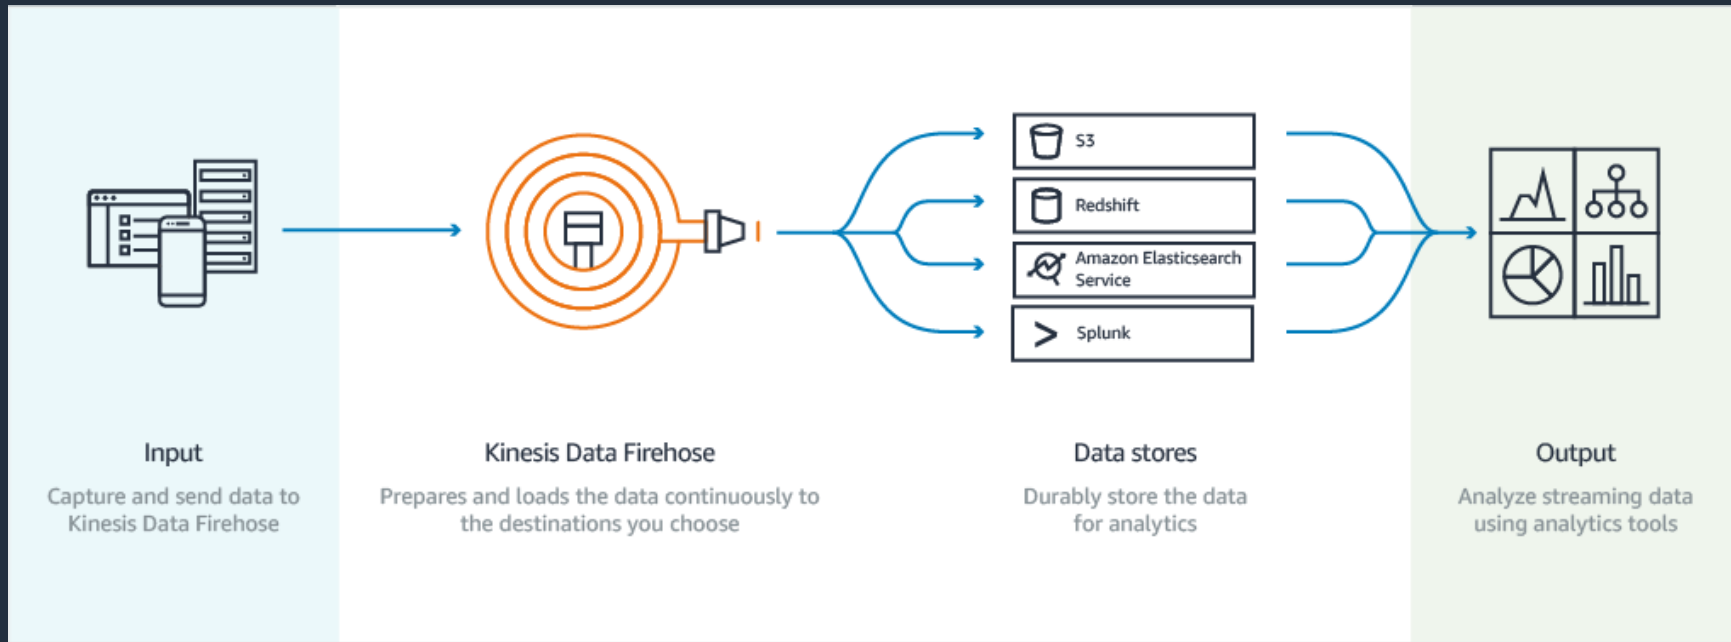 S3
Redshift
Amazon Elasticsearch
Service
Splunk
Input
Capture and send data to
Kinesis Data Firehose
Kinesis Data Firehose
Prepares and loads the data continuously to
the destinations you choose
Data stores
Durably store the data
for analytics
Output
Analyze streaming data
using analytics tools